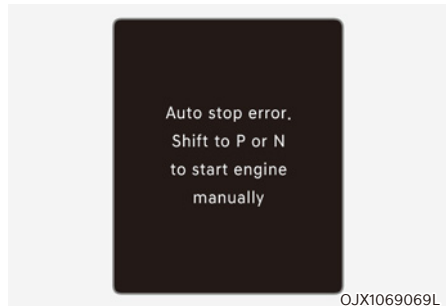 Auto stop error.
Shift to P or N
to start engine
manually
OJX1069069L